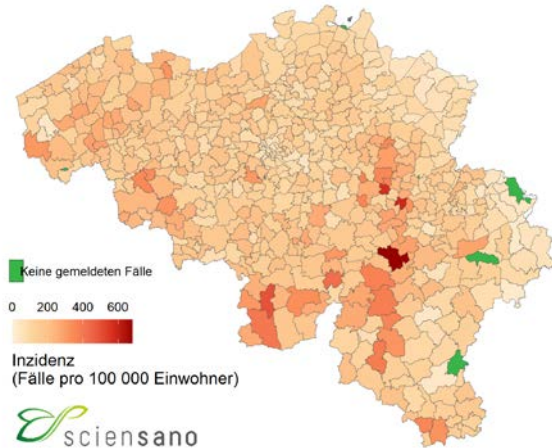 Keine gemeldeten Fälle
0 200 400 600
Inzidenz
(Fälle pro 100 000 Einwohner)
sciensano